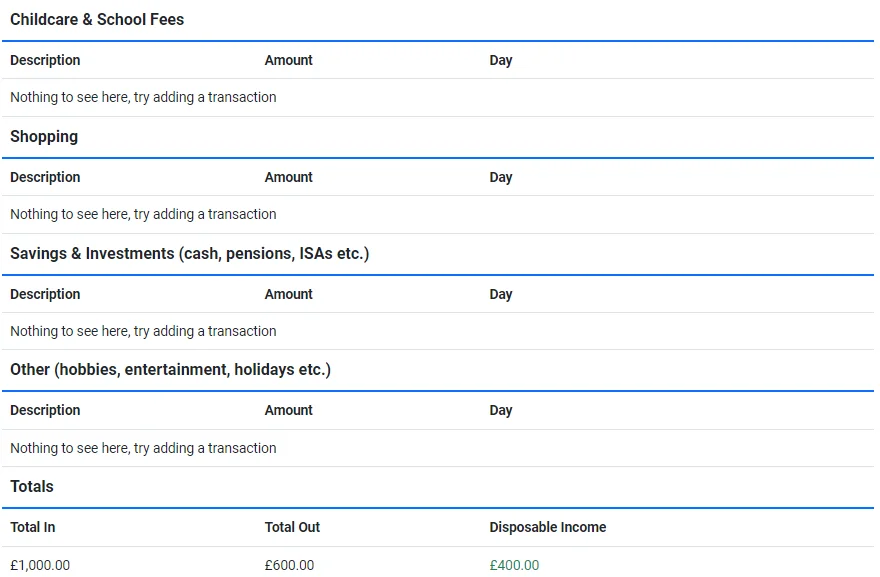 Childcare & School Fees
Description Amount Day
Nothing to see here, try adding a transaction
Shopping
Description Amount Day
Nothing to see here, try adding a transaction
Savings & Investments (cash, pensions, ISAs etc.)
Description Amount Day
Nothing to see here, try adding a transaction
Other (hobbies, entertainment, holidays etc.)
Description Amount Day
Nothing to see here, try adding a transaction
Totals
Total In Total Out Disposable Income
£1,000.00 £600.00 £400.00